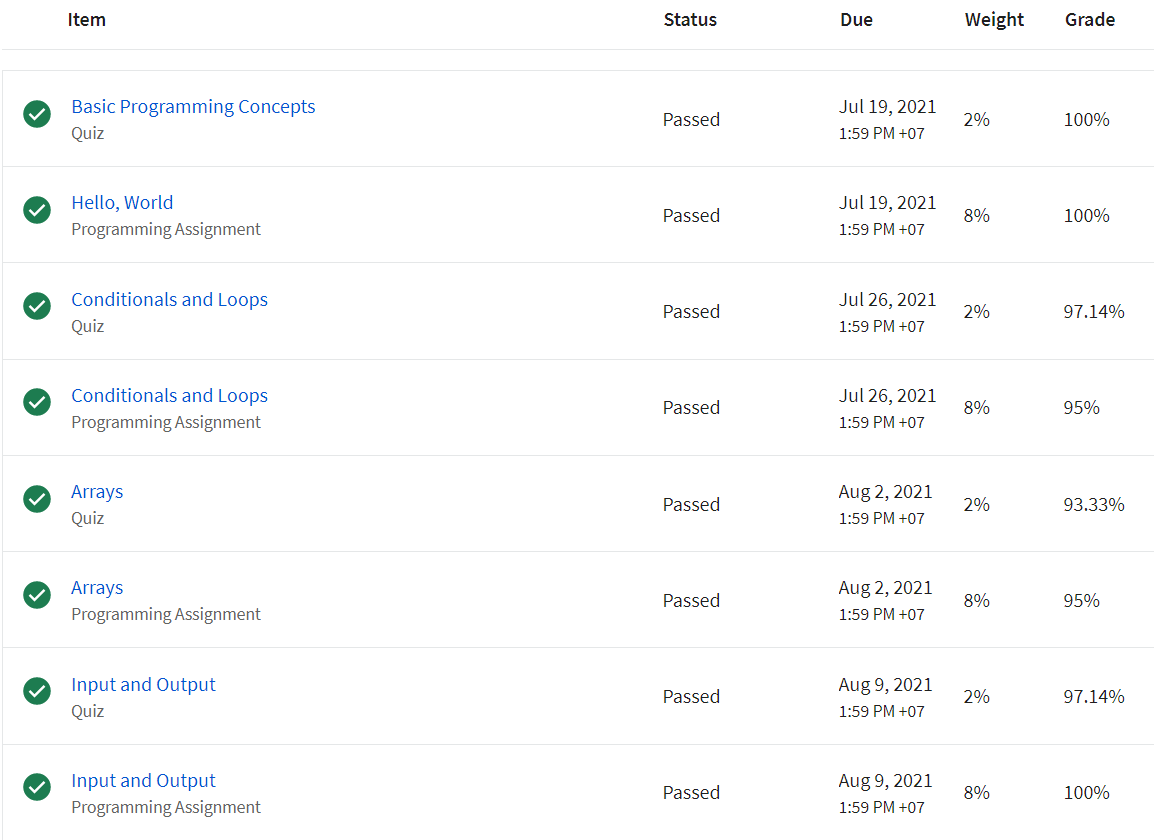 Item Status Due Weight Grade
Basic Programming Concepts
Quiz
Passed
Jul 19, 2021
1:59 PM +07
2%
100%
Hello, World
Programming Assignment
Passed
Jul 19, 2021
1:59 PM +07
8%
100%
Conditionals and Loops
Quiz
Passed
Jul 26, 2021
1:59 PM +07
2%
97.14%
Conditionals and Loops
Programming Assignment
Passed
Jul 26, 2021
1:59 PM +07
8%
95%
Arrays
Quiz
Passed
Aug 2, 2021
1:59 PM +07
2%
93.33%
Arrays
Programming Assignment
Passed
Aug 2, 2021
1:59 PM +07
8%
95%
Input and Output
Quiz
Passed
Aug 9, 2021
1:59 PM +07
2%
97.14%
Input and Output
Programming Assignment
Passed
Aug 9, 2021
1:59 PM +07
8%
100%